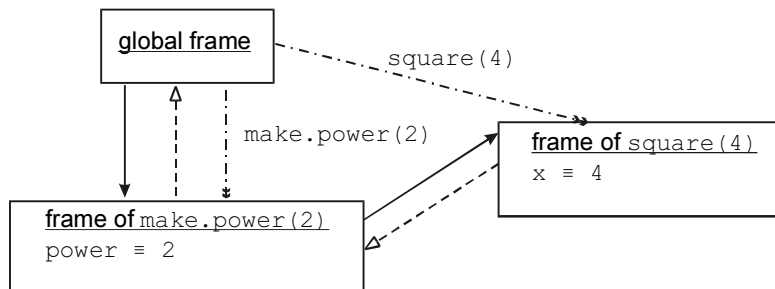 global frame
square(4)
make.power(2)
frame of square(4)
x ≡ 4
frame of make.power(2)
power ≡ 2